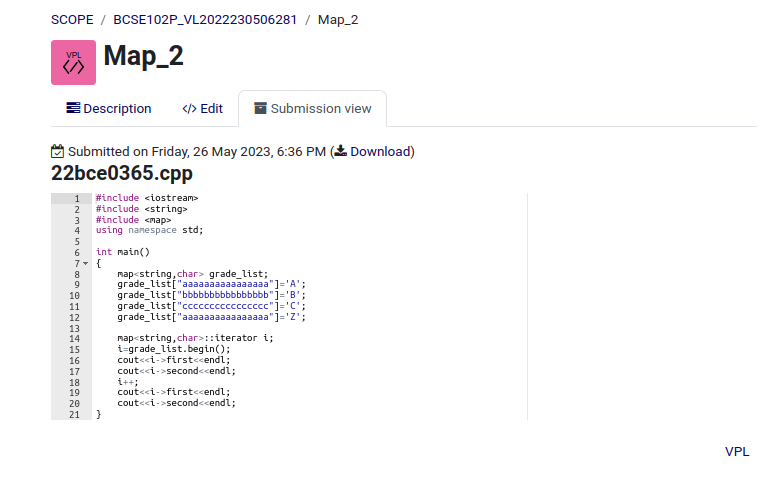 SCOPE / BCSE102P_VL2022230506281 / Map_2
VPL
</>
Map_2
Description
</> Edit
Submission view
Submitted on Friday, 26 May 2023, 6:36 PM (Download)
22bce0365.cpp
1 #include <iostream>
2 #include <string>
3 #include <map>
4 using namespace std;
5
6 int main()
7 {
8     map<string,char> grade_list;
9     grade_list["aaaaaaaaaaaaaaaa"]='A';
10     grade_list["bbbbbbbbbbbbbbbb"]='B';
11     grade_list["cccccccccccccccc"]='C';
12     grade_list["aaaaaaaaaaaaaaaa"]='Z';
13
14     map<string,char>::iterator i;
15     i=grade_list.begin();
16     cout<<i->first<<endl;
17     cout<<i->second<<endl;
18     i++;
19     cout<<i->first<<endl;
20     cout<<i->second<<endl;
21 }
VPL